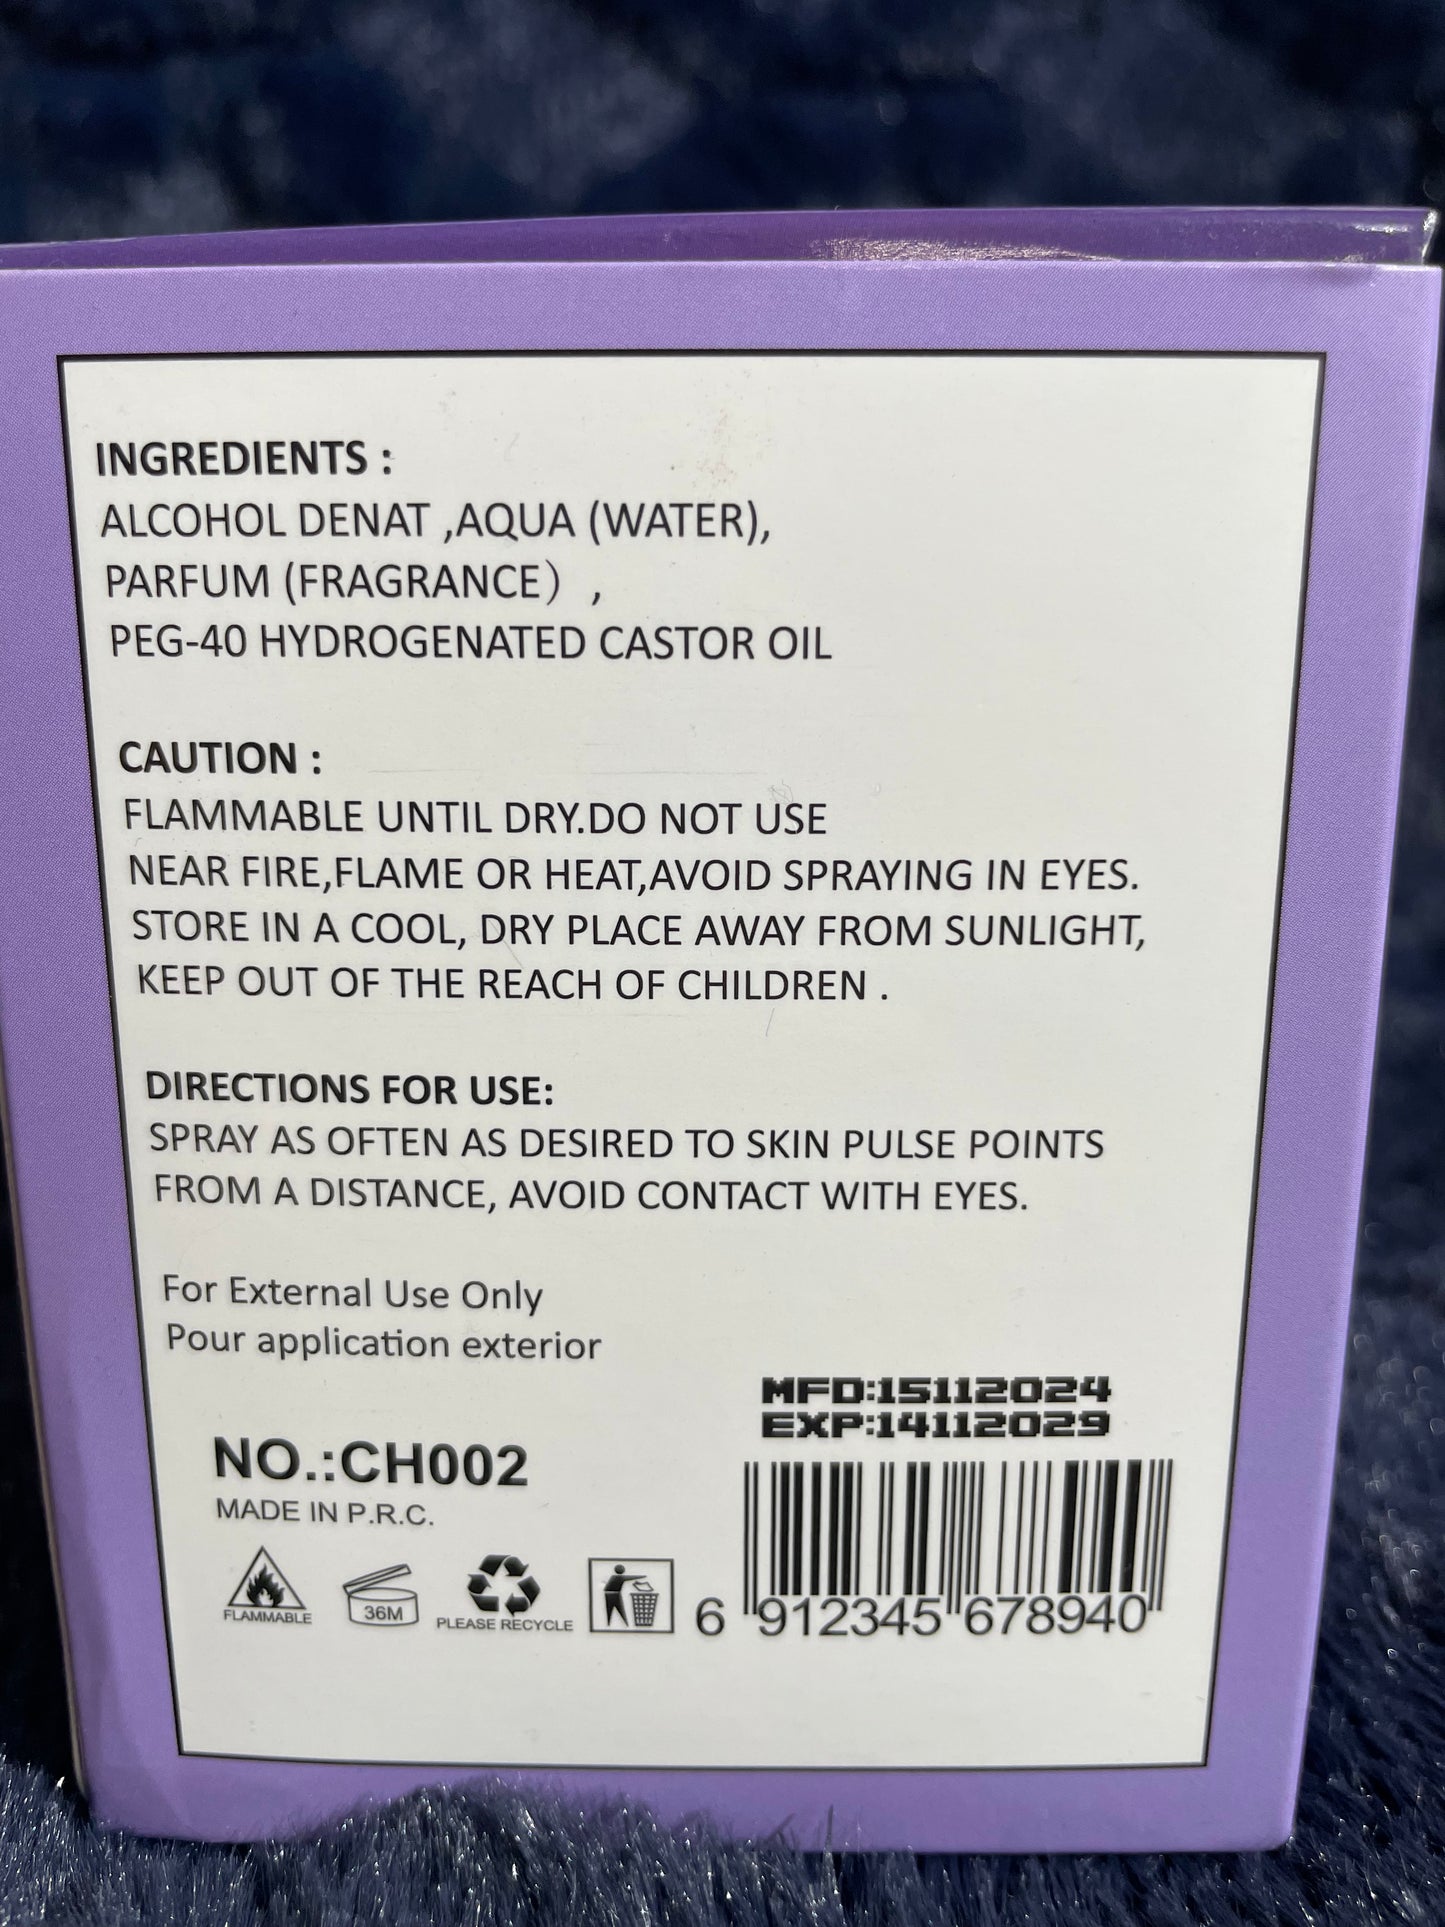 INGREDIENTS :
ALCOHOL DENAT ,AQUA (WATER),
PARFUM (FRAGRANCE） ,
PEG-40 HYDROGENATED CASTOR OIL
CAUTION :
FLAMMABLE UNTIL DRY.DO NOT USE
NEAR FIRE,FLAME OR HEAT,AVOID SPRAYING IN EYES.
STORE IN A COOL, DRY PLACE AWAY FROM SUNLIGHT,
KEEP OUT OF THE REACH OF CHILDREN .
DIRECTIONS FOR USE:
SPRAY AS OFTEN AS DESIRED TO SKIN PULSE POINTS
FROM A DISTANCE, AVOID CONTACT WITH EYES.
For External Use Only
Pour application exterior
MFD:15112024
EXP:14112029
NO.:CH002
MADE IN P.R.C.
FLAMMABLE
36M
PLEASE RECYCLE
6 912345 678940